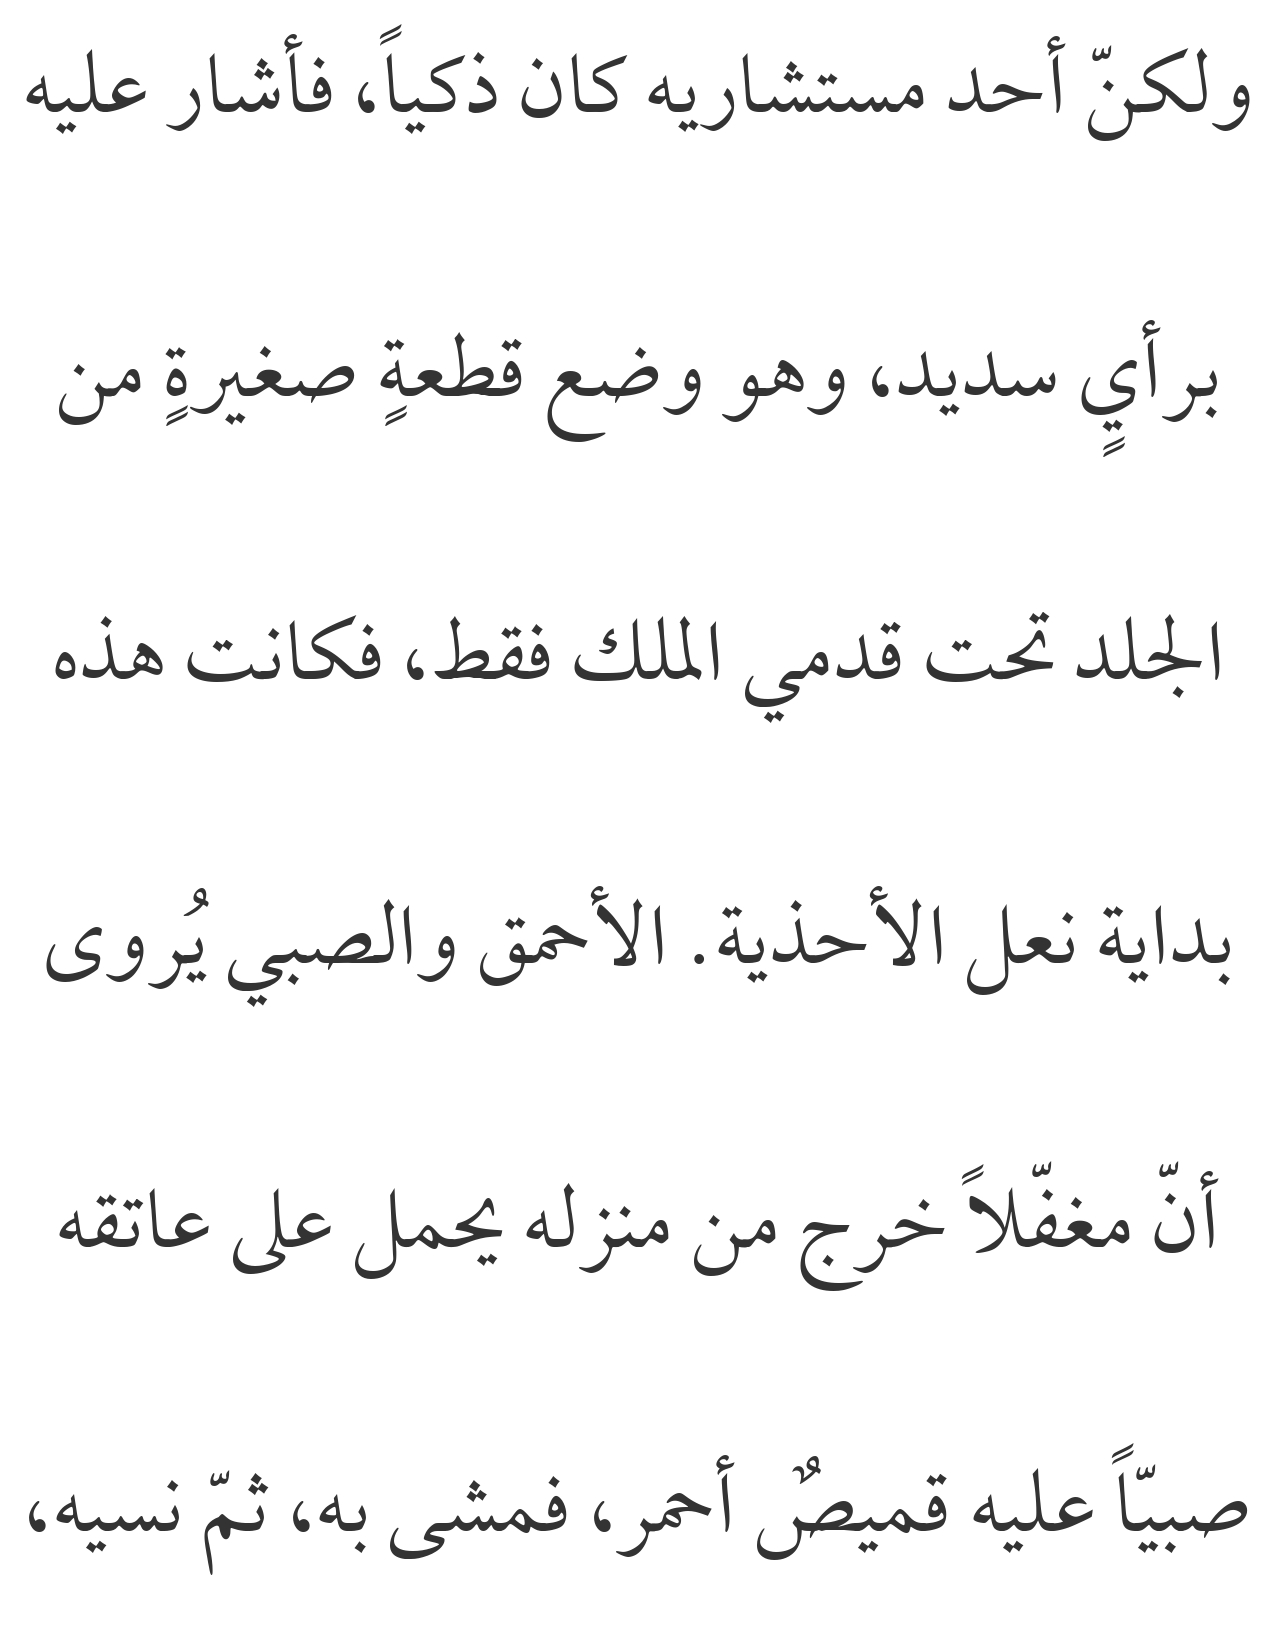 ولكنّ أحد مستشاريه كان ذكياً، فأشار عليه
برأيٍ سديد، وهو وضع قطعةٍ صغيرةٍ من
الجلد تحت قدمي الملك فقط، فكانت هذه
بداية نعل الأحذية. الأحمق والصبي يُروى
أنّ مغفّلاً خرج من منزله يحمل على عاتقه
صبيّاً عليه قميصٌ أحمر، فمشى به، ثمّ نسيه،